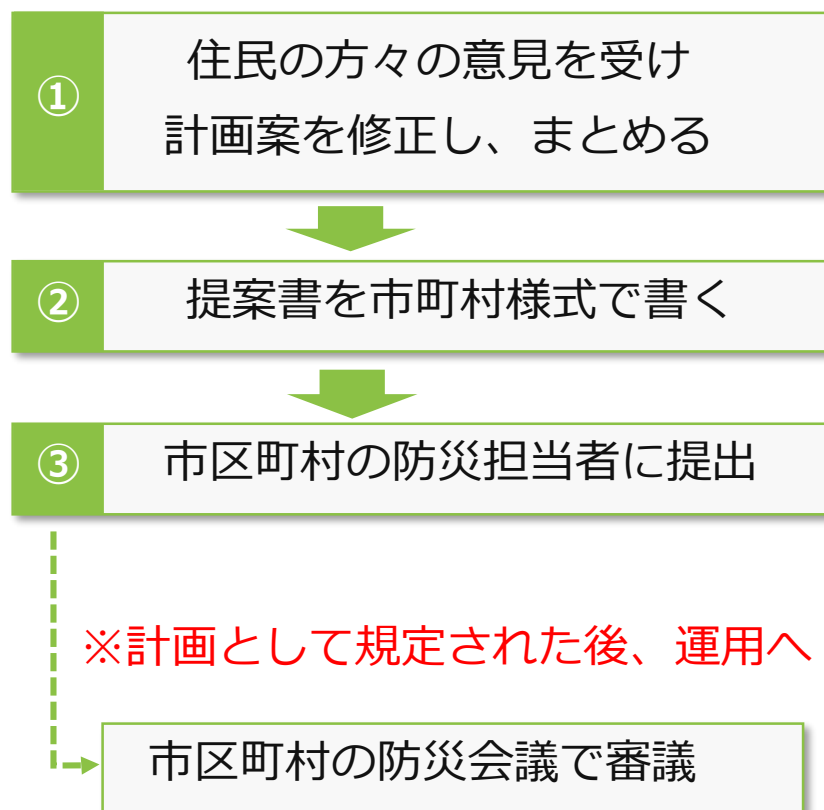 ①
住民の方々の意見を受け
計画案を修正し、まとめる
②
提案書を市町村様式で書く
③
市区町村の防災担当者に提出
※計画として規定された後、運用へ
市区町村の防災会議で審議